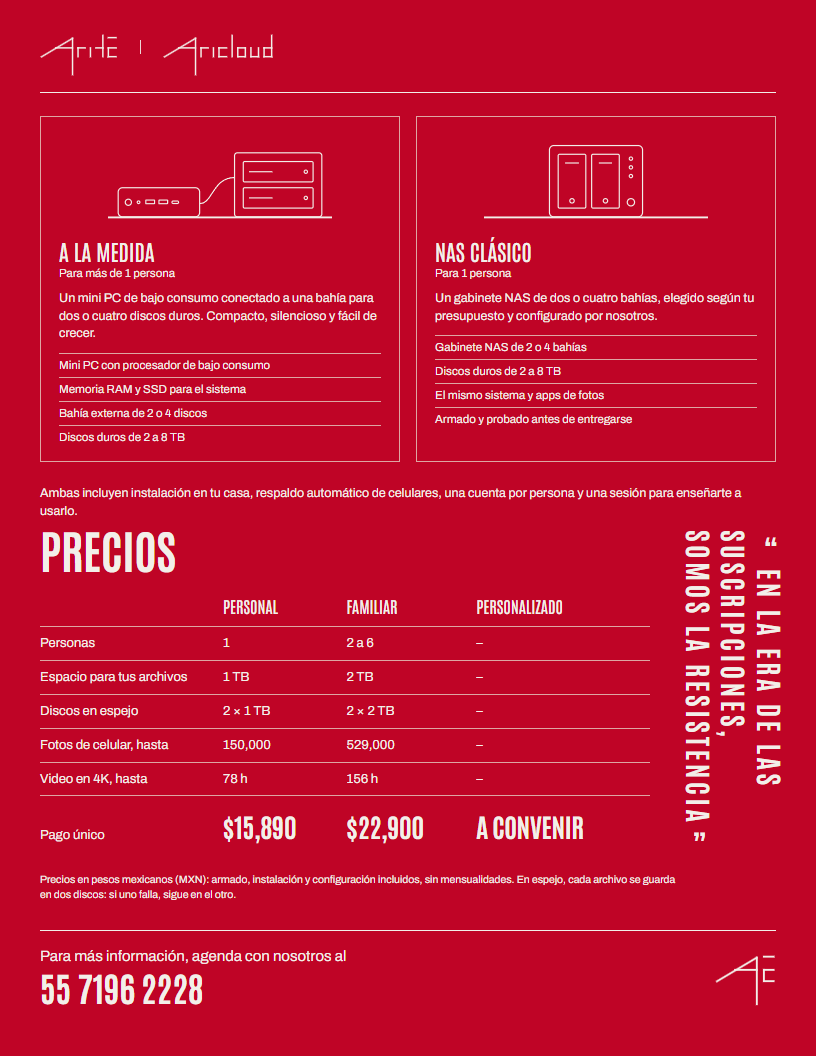 Aritē | Aricloud
A LA MEDIDA
Para más de 1 persona
Un mini PC de bajo consumo conectado a una bahía para
dos o cuatro discos duros. Compacto, silencioso y fácil de
crecer.
Mini PC con procesador de bajo consumo
Memoria RAM y SSD para el sistema
Bahía externa de 2 o 4 discos
Discos duros de 2 a 8 TB
NAS CLÁSICO
Para 1 persona
Un gabinete NAS de dos o cuatro bahías, elegido según tu
presupuesto y configurado por nosotros.
Gabinete NAS de 2 o 4 bahías
Discos duros de 2 a 8 TB
El mismo sistema y apps de fotos
Armado y probado antes de entregarse
Ambas incluyen instalación en tu casa, respaldo automático de celulares, una cuenta por persona y una sesión para enseñarte a
usarlo.
PRECIOS
PERSONAL FAMILIAR PERSONALIZADO
Personas 1 2 a 6 –
Espacio para tus archivos 1 TB 2 TB –
Discos en espejo 2 × 1 TB 2 × 2 TB –
Fotos de celular, hasta 150,000 529,000 –
Video en 4K, hasta 78 h 156 h –
Pago único $15,890 $22,900 A CONVENIR
“ EN LA ERA DE LAS
SUSCRIPCIONES,
SOMOS LA RESISTENCIA ”
Precios en pesos mexicanos (MXN): armado, instalación y configuración incluidos, sin mensualidades. En espejo, cada archivo se guarda
en dos discos: si uno falla, sigue en el otro.
Para más información, agenda con nosotros al
55 7196 2228
AĒ